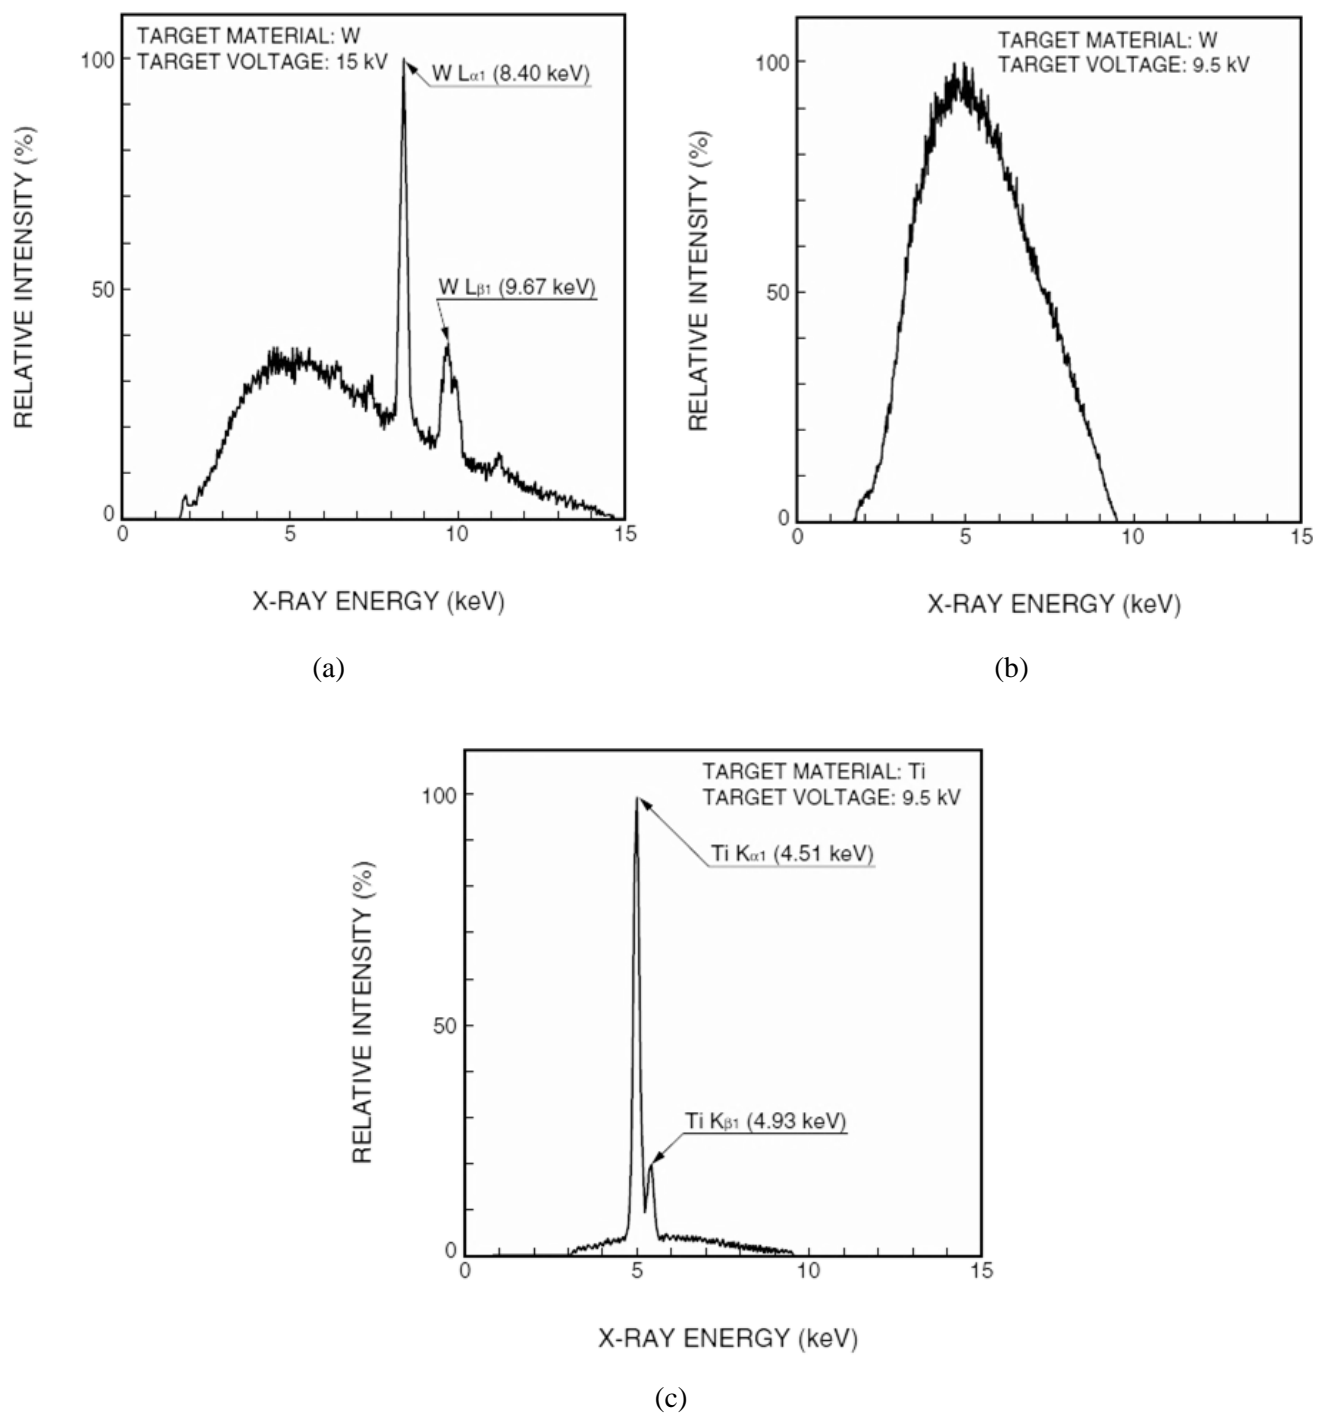 TARGET MATERIAL: W
TARGET VOLTAGE: 15 kV
W Lα1 (8.40 keV)
W Lβ1 (9.67 keV)
RELATIVE INTENSITY (%)
100
50
0
0 5 10 15
X-RAY ENERGY (keV)
(a)
TARGET MATERIAL: W
TARGET VOLTAGE: 9.5 kV
RELATIVE INTENSITY (%)
100
50
0
0 5 10 15
X-RAY ENERGY (keV)
(b)
TARGET MATERIAL: Ti
TARGET VOLTAGE: 9.5 kV
Ti Kα1 (4.51 keV)
Ti Kβ1 (4.93 keV)
RELATIVE INTENSITY (%)
100
50
0
0 5 10 15
X-RAY ENERGY (keV)
(c)